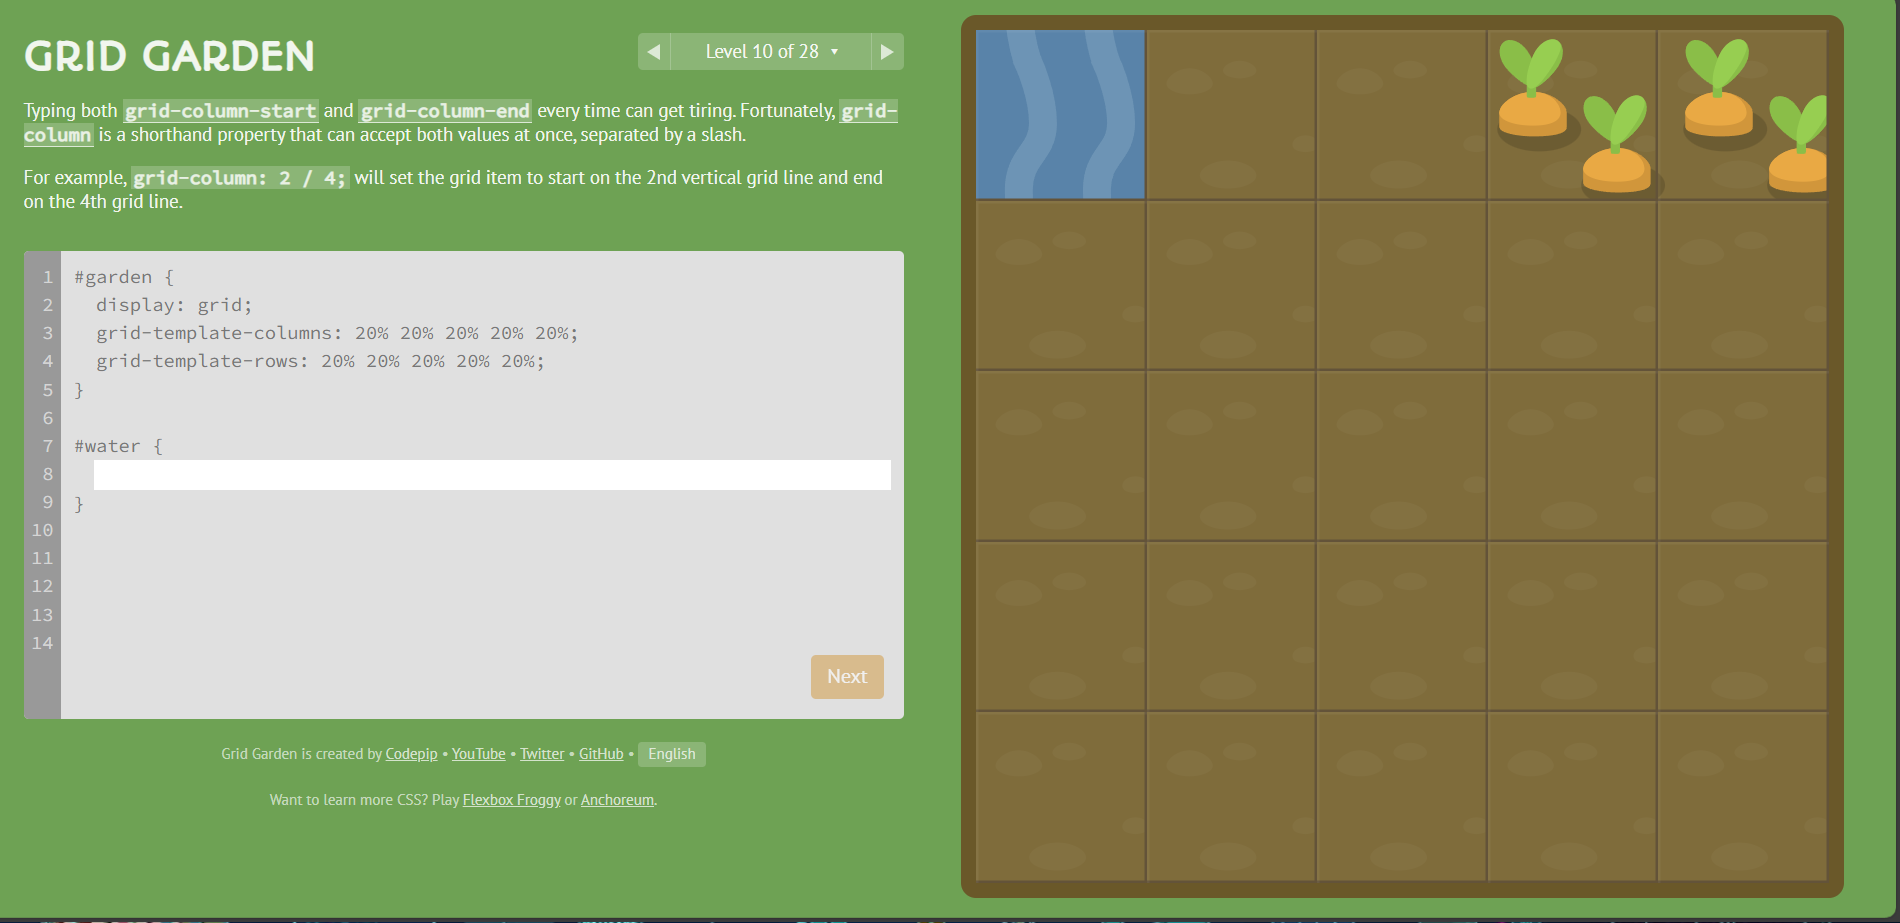 GRID GARDEN
◀ Level 10 of 28 ▼ ▶
Typing both grid-column-start and grid-column-end every time can get tiring. Fortunately, grid-
column is a shorthand property that can accept both values at once, separated by a slash.
For example, grid-column: 2 / 4; will set the grid item to start on the 2nd vertical grid line and end
on the 4th grid line.
1 #garden {
2 display: grid;
3 grid-template-columns: 20% 20% 20% 20% 20%;
4 grid-template-rows: 20% 20% 20% 20% 20%;
5 }
6
7 #water {
8
9 }
10
11
12
13
14
Next
Grid Garden is created by Codepip • YouTube • Twitter • GitHub • English
Want to learn more CSS? Play Flexbox Froggy or Anchoreum.